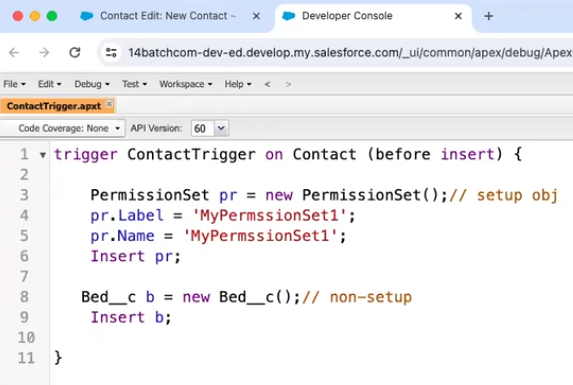 Contact Edit: New Contact ~
Developer Console
14batchcom-dev-ed.develop.my.salesforce.com/_ui/common/apex/debug/Apex
File Edit Debug Test Workspace Help < >
ContactTrigger.apxt
Code Coverage: None API Version: 60
1 trigger ContactTrigger on Contact (before insert) {
2
3 PermissionSet pr = new PermissionSet();// setup obj
4 pr.Label = 'MyPermssionSet1';
5 pr.Name = 'MyPermssionSet1';
6 Insert pr;
7
8 Bed__c b = new Bed__c();// non-setup
9 Insert b;
10
11 }